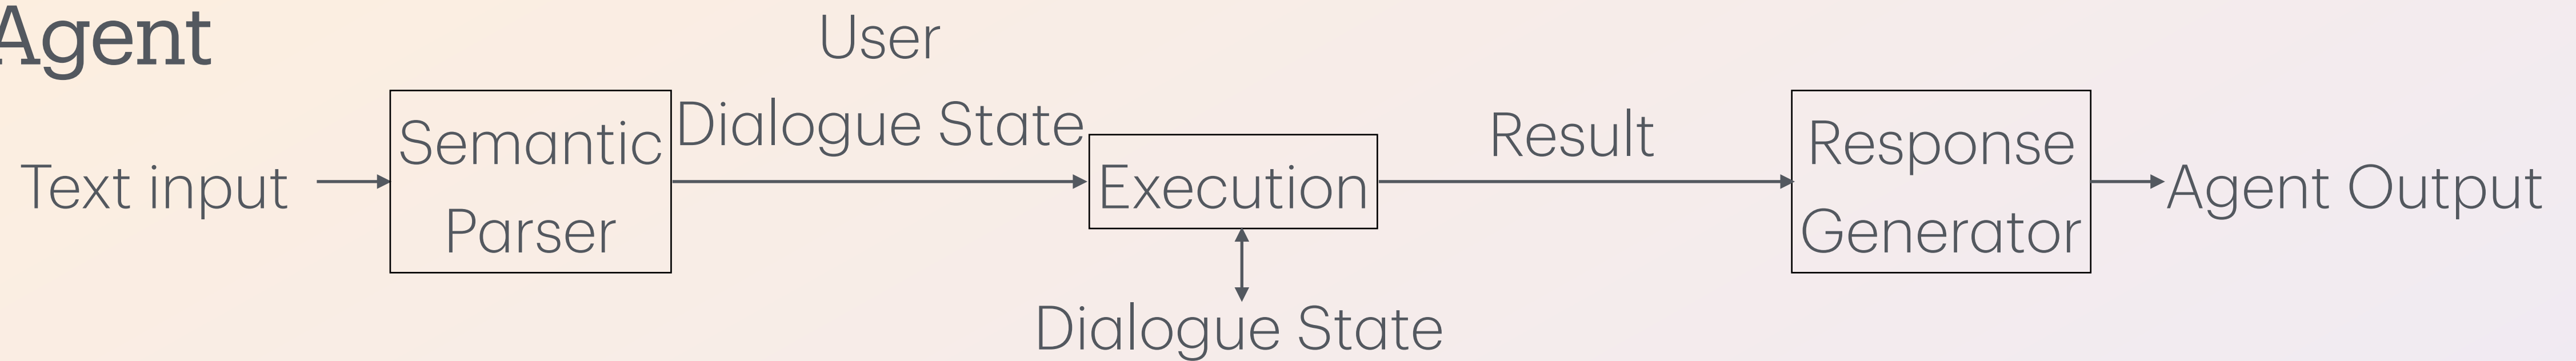 Agent
User
Dialogue State
Text input
Semantic
Parser
Execution
Result
Response
Generator
Agent Output
Dialogue State